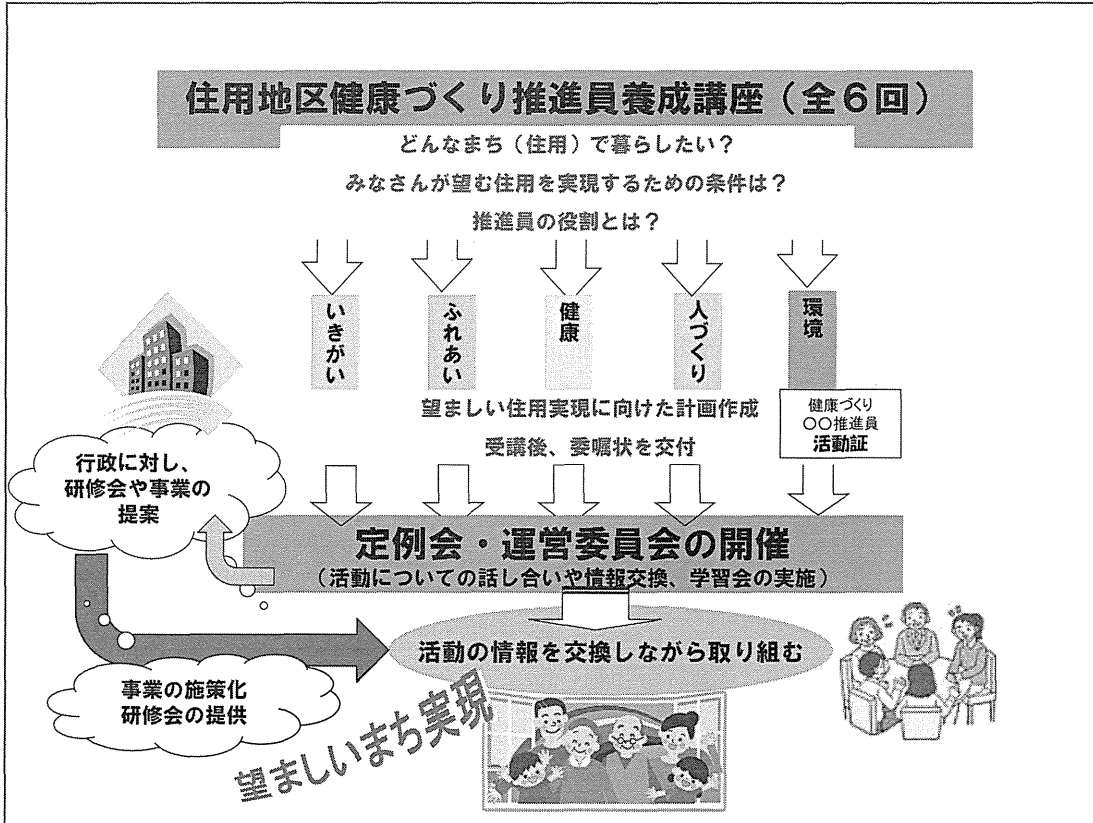 住用地区健康づくり推進員養成講座（全６回）
どんなまち（住用）で暮らしたい？
みなさんが望む住用を実現するための条件は？
推進員の役割とは？
いきがい
ふれあい
健康
人づくり
環境
望ましい住用実現に向けた計画作成
受講後、委嘱状を交付
健康づくり
〇〇推進員
活動証
行政に対し、
研修会や事業の
提案
定例会・運営委員会の開催
（活動についての話し合いや情報交換、学習会の実施）
活動の情報を交換しながら取り組む
事業の施策化
研修会の提供
望ましいまち実現